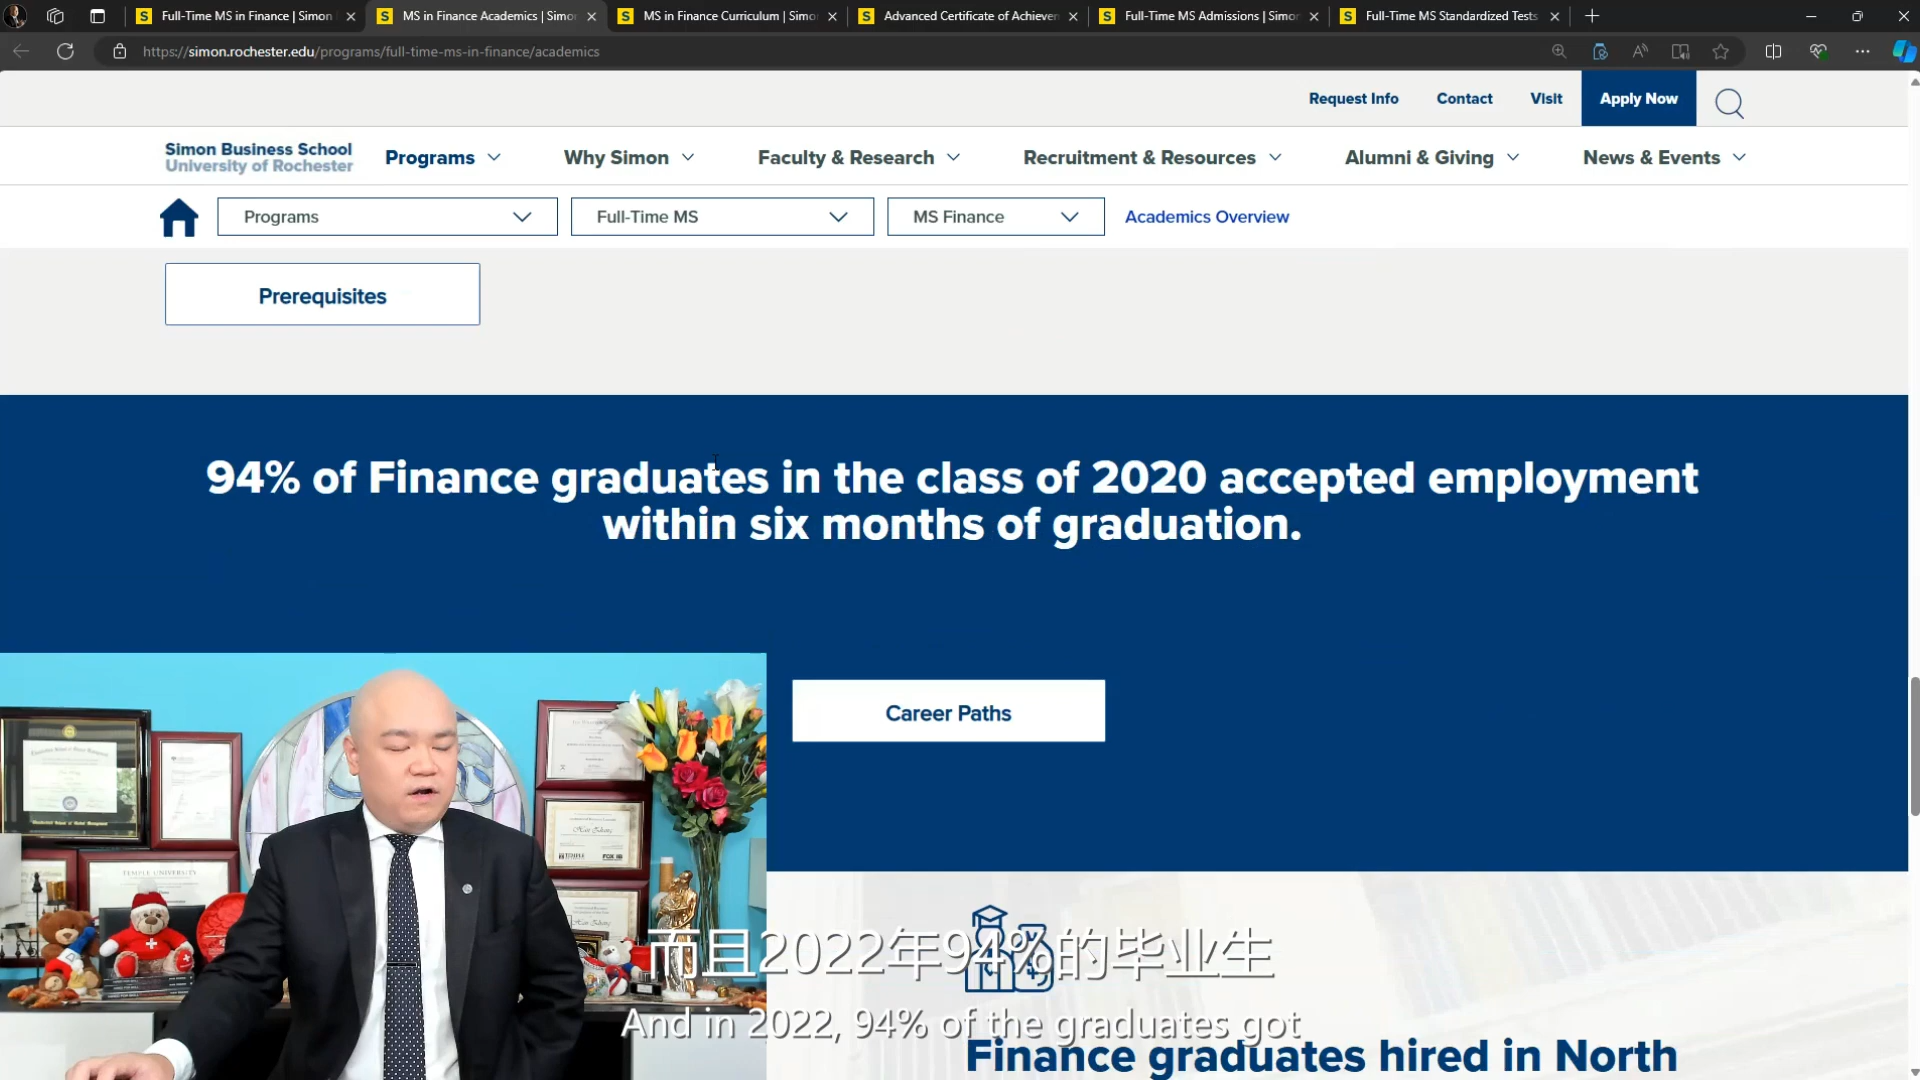 Full-Time MS in Finance | Simon
MS in Finance Academics | Simon
MS in Finance Curriculum | Simon
Advanced Certificate of Achieven
Full-Time MS Admissions | Simon
Full-Time MS Standardized Tests
https://simon.rochester.edu/programs/full-time-ms-in-finance/academics
Request Info
Contact
Visit
Apply Now
Simon Business School
University of Rochester
Programs
Why Simon
Faculty & Research
Recruitment & Resources
Alumni & Giving
News & Events
Programs
Full-Time MS
MS Finance
Academics Overview
Prerequisites
94% of Finance graduates in the class of 2020 accepted employment
within six months of graduation.
Career Paths
TEMPLE UNIVERSITY
TEMPLE
FOX
而且2022年94%的毕业生
And in 2022, 94% of the graduates got
Finance graduates hired in North